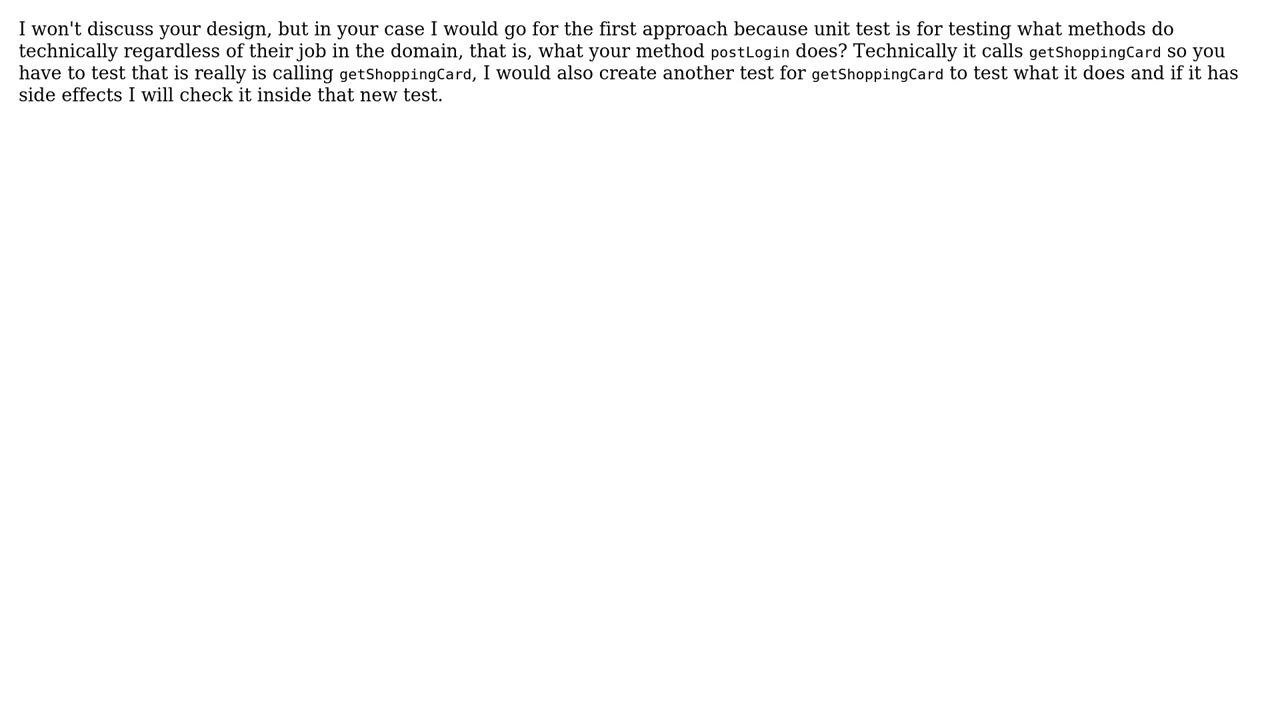 I won't discuss your design, but in your case I would go for the first approach because unit test is for testing what methods do
technically regardless of their job in the domain, that is, what your method postLogin does? Technically it calls getShoppingCard so you
have to test that is really is calling getShoppingCard, I would also create another test for getShoppingCard to test what it does and if it has
side effects I will check it inside that new test.